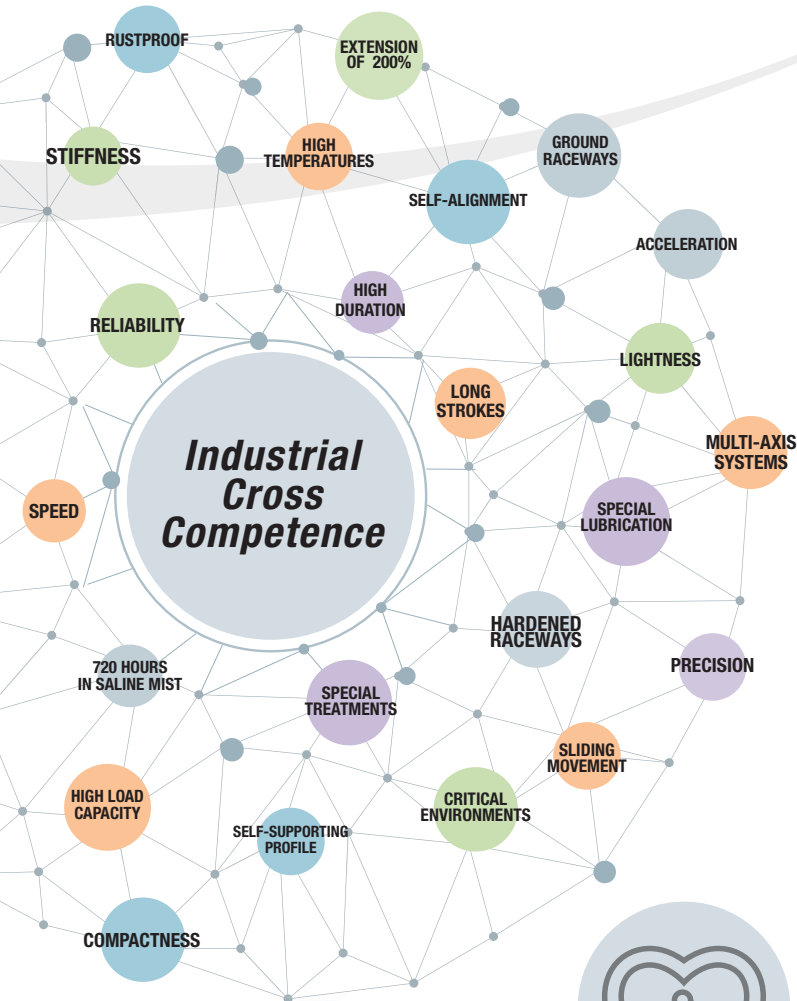 RUSTPROOF
EXTENSION
OF 200%
STIFFNESS
HIGH
TEMPERATURES
GROUND
RACEWAYS
SELF-ALIGNMENT
ACCELERATION
HIGH
DURATION
RELIABILITY
LIGHTNESS
LONG
STROKES
MULTI-AXIS
SYSTEMS
Industrial
Cross
Competence
SPEED
SPECIAL
LUBRICATION
HARDENED
RACEWAYS
720 HOURS
IN SALINE MIST
PRECISION
SPECIAL
TREATMENTS
SLIDING
MOVEMENT
HIGH LOAD
CAPACITY
CRITICAL
ENVIRONMENTS
SELF-SUPPORTING
PROFILE
COMPACTNESS